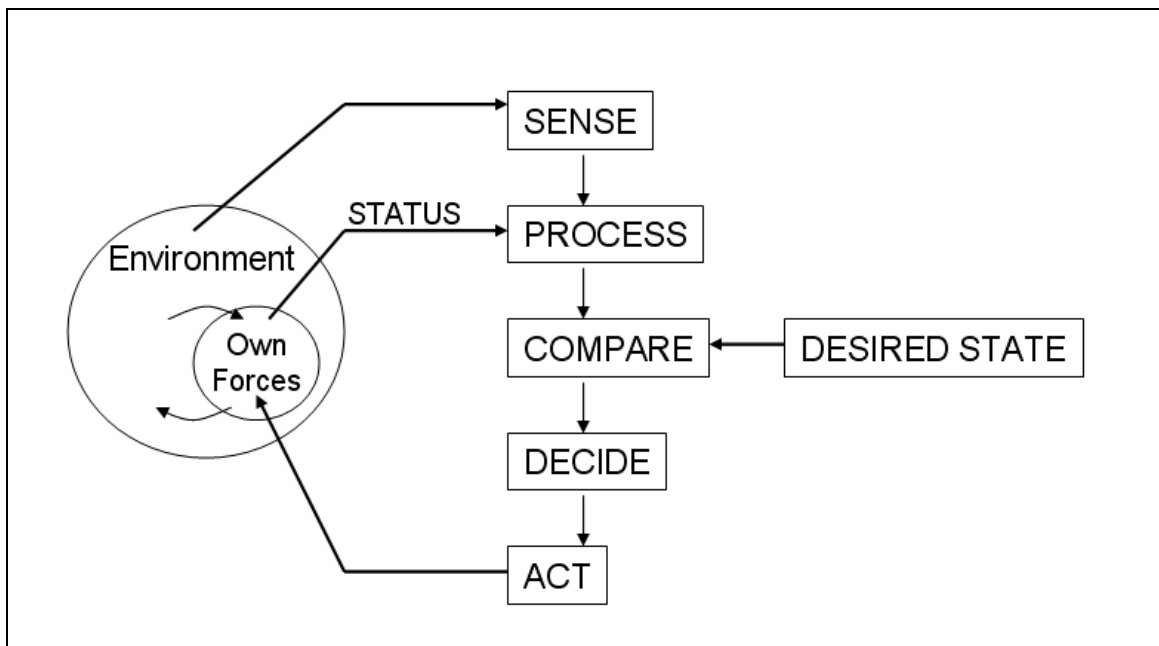 SENSE
STATUS
PROCESS
Environment
Own
Forces
COMPARE
DESIRED STATE
DECIDE
ACT